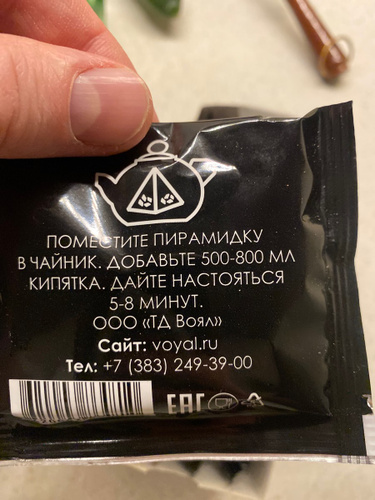 ПОМЕСТИТЕ ПИРАМИДКУ
В ЧАЙНИК. ДОБАВЬТЕ 500-800 МЛ
КИПЯТКА. ДАЙТЕ НАСТОЯТЬСЯ
5-8 МИНУТ.
ООО «ТД Воял»
Сайт: voyal.ru
Тел: +7 (383) 249-39-00
EAC